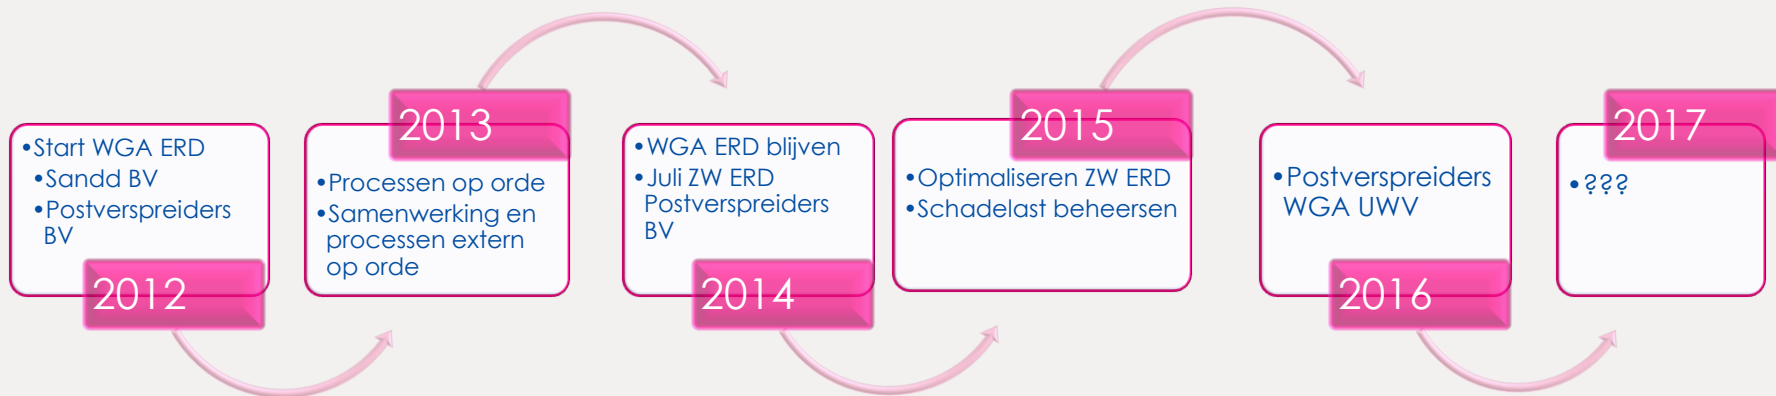 •Start WGA ERD
•Sandd BV
•Postverspreiders
BV
2012
2013
•Processen op orde
•Samenwerking en
processen extern
op orde
•WGA ERD blijven
•Juli ZW ERD
Postverspreiders
BV
2014
2015
•Optimaliseren ZW ERD
•Schadelast beheersen
•Postverspreiders
WGA UWV
2016
2017
•???